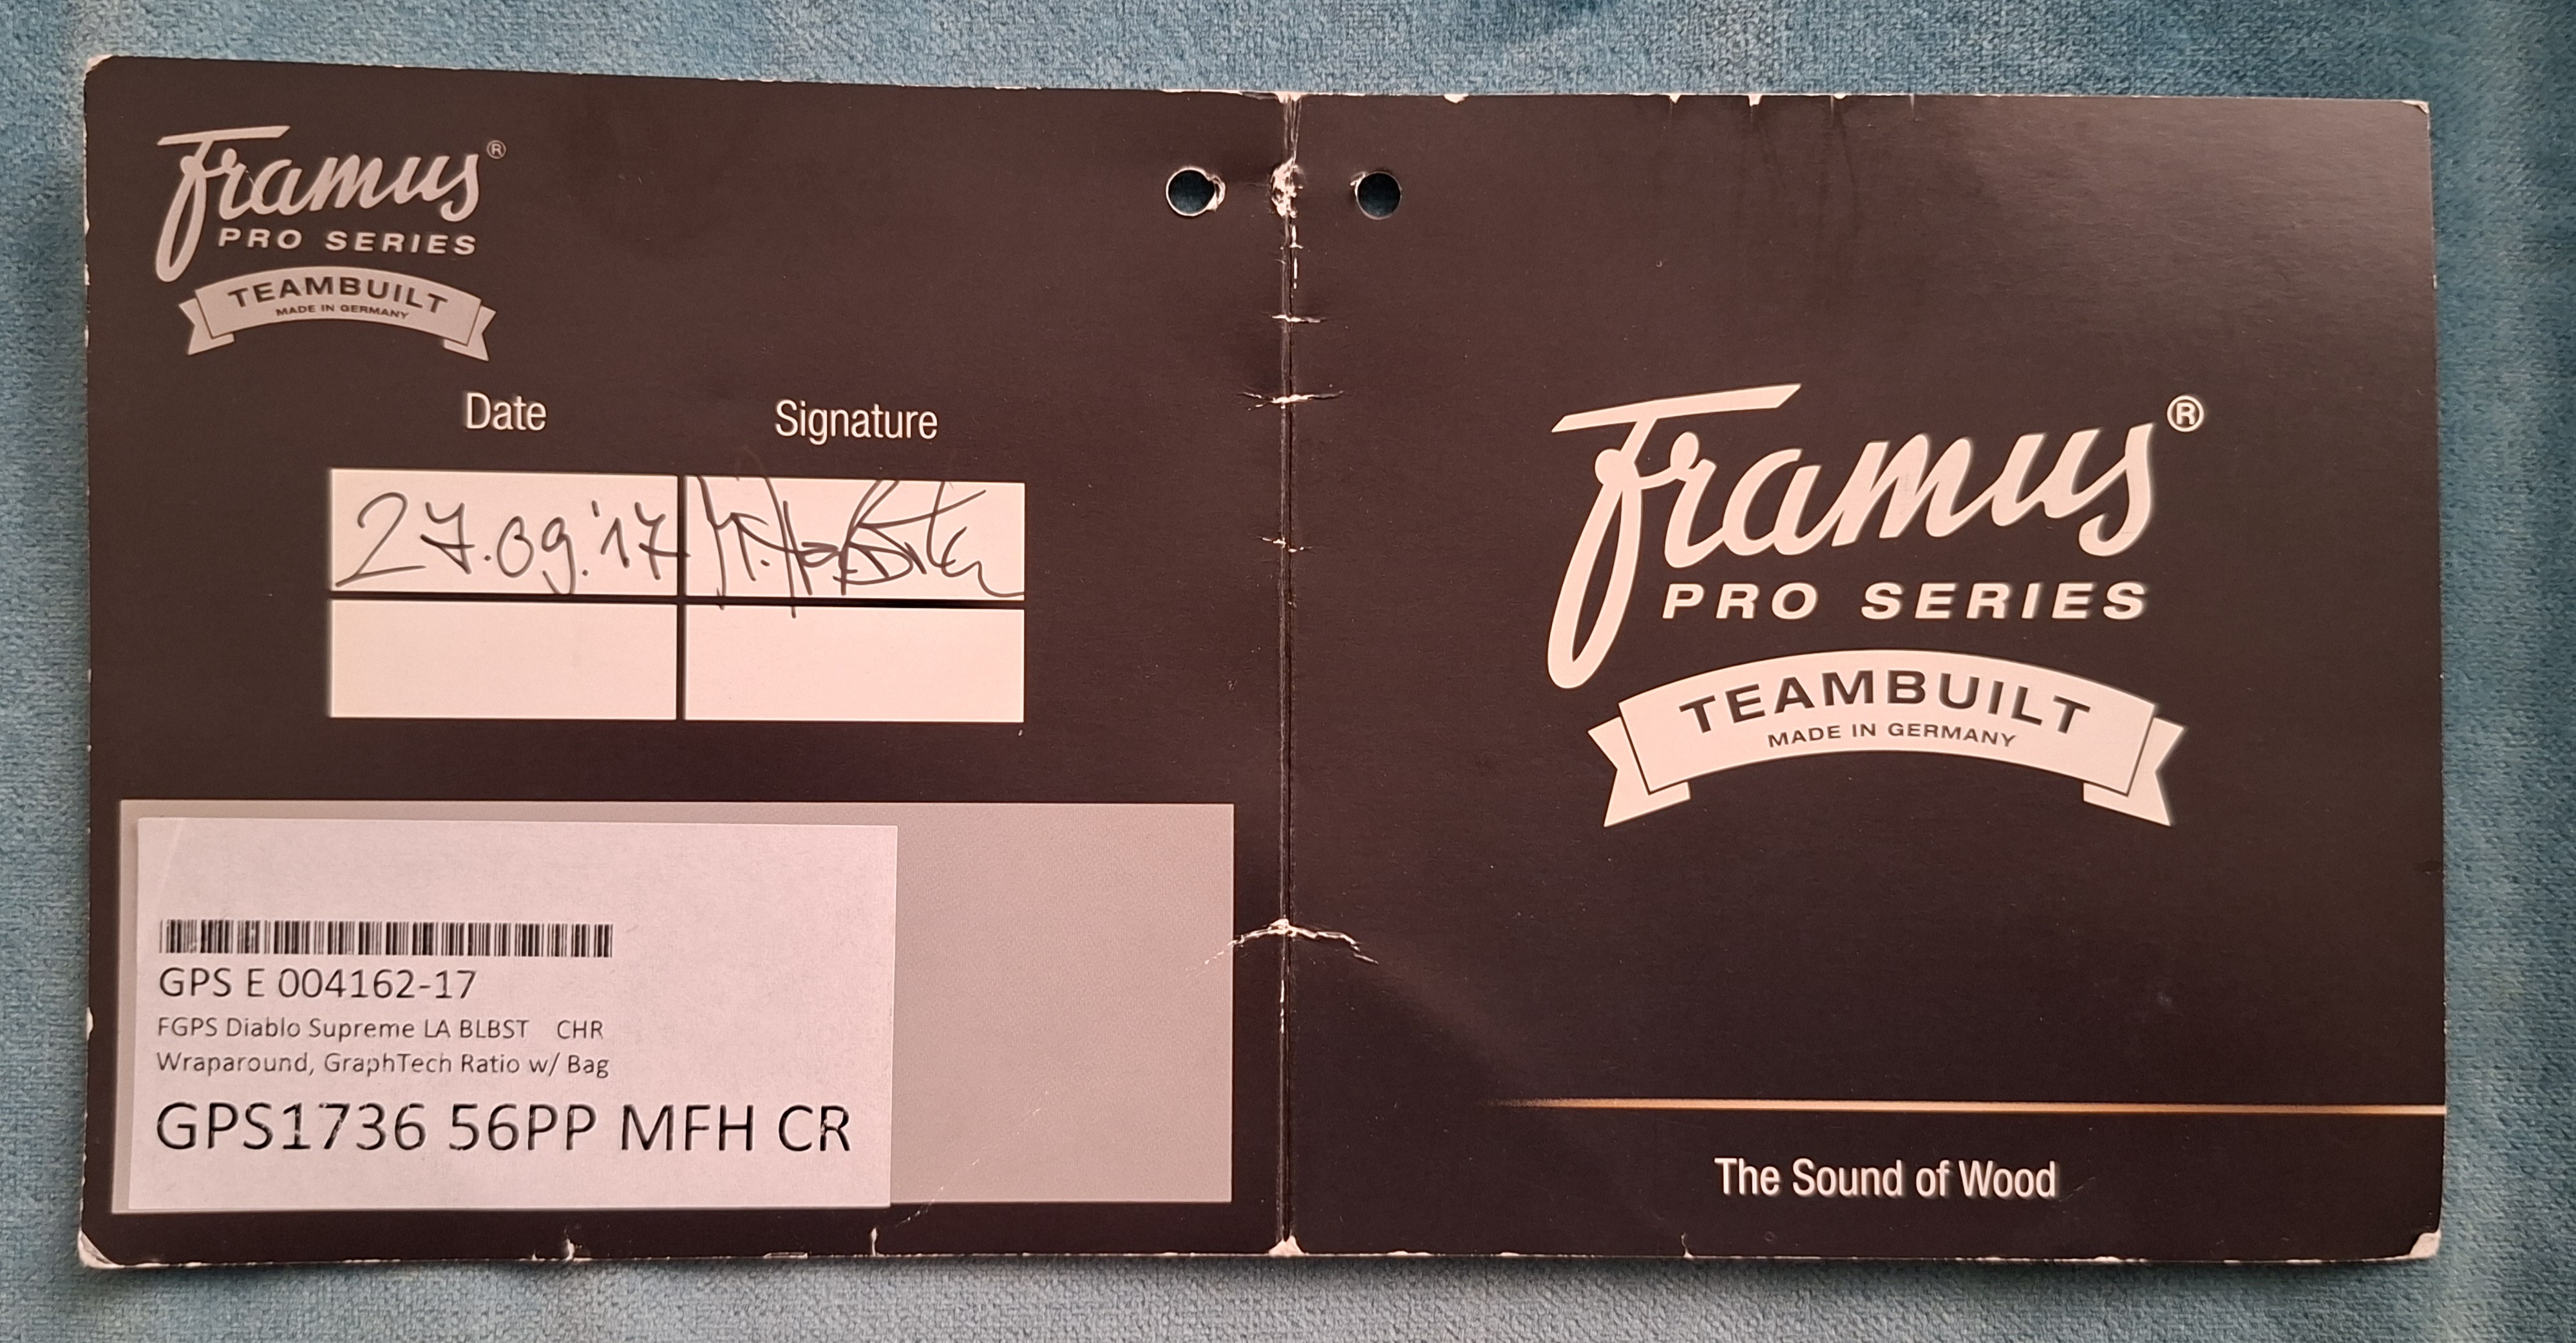 Framus®
PRO SERIES
TEAMBUILT
MADE IN GERMANY
Date Signature
27.09.'17
GPS E 004162-17
FGPS Diablo Supreme LA BLBST CHR
Wraparound, GraphTech Ratio w/ Bag
GPS1736 56PP MFH CR
Framus®
PRO SERIES
TEAMBUILT
MADE IN GERMANY
The Sound of Wood